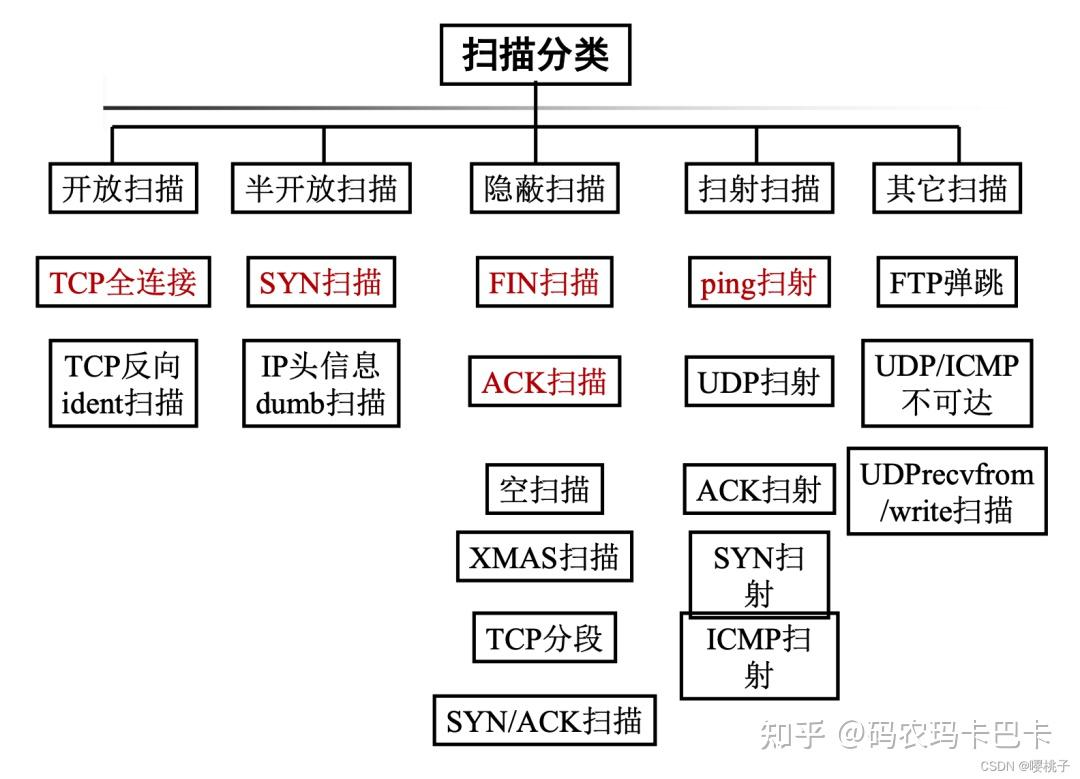 扫描分类
开放扫描
半开放扫描
隐蔽扫描
扫射扫描
其它扫描
TCP全连接
SYN扫描
FIN扫描
ping扫射
FTP弹跳
TCP反向
ident扫描
IP头信息
dumb扫描
ACK扫描
UDP扫射
UDP/ICMP
不可达
空扫描
ACK扫射
UDPrecvfrom
/write扫描
XMAS扫描
SYN扫
射
TCP分段
ICMP扫
射
SYN/ACK扫描
知乎 @码农玛卡巴卡
CSDN @嘤桃子